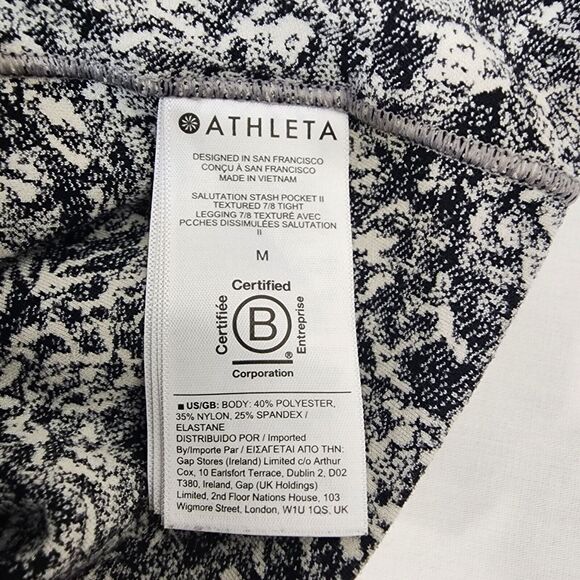 ATHLETA
DESIGNED IN SAN FRANCISCO
CONÇU À SAN FRANCISCO
MADE IN VIETNAM
SALUTATION STASH POCKET II
TEXTURED 7/8 TIGHT
LEGGING 7/8 TEXTURÉ AVEC
PCCHES DISSIMULÉES SALUTATION
II
M
Certified
Certifiée
B
Entreprise
®
Corporation
■ US/GB: BODY: 40% POLYESTER,
35% NYLON, 25% SPANDEX /
ELASTANE
DISTRIBUIDO POR / Imported
By/Importe Par / ΕΙΣΑΓΕΤΑΙ ΑΠΟ ΤΗΝ:
Gap Stores (Ireland) Limited c/o Arthur
Cox, 10 Earlsfort Terrace, Dublin 2, D02
T380, Ireland, Gap (UK Holdings)
Limited, 2nd Floor Nations House, 103
Wigmore Street, London, W1U 1QS, UK